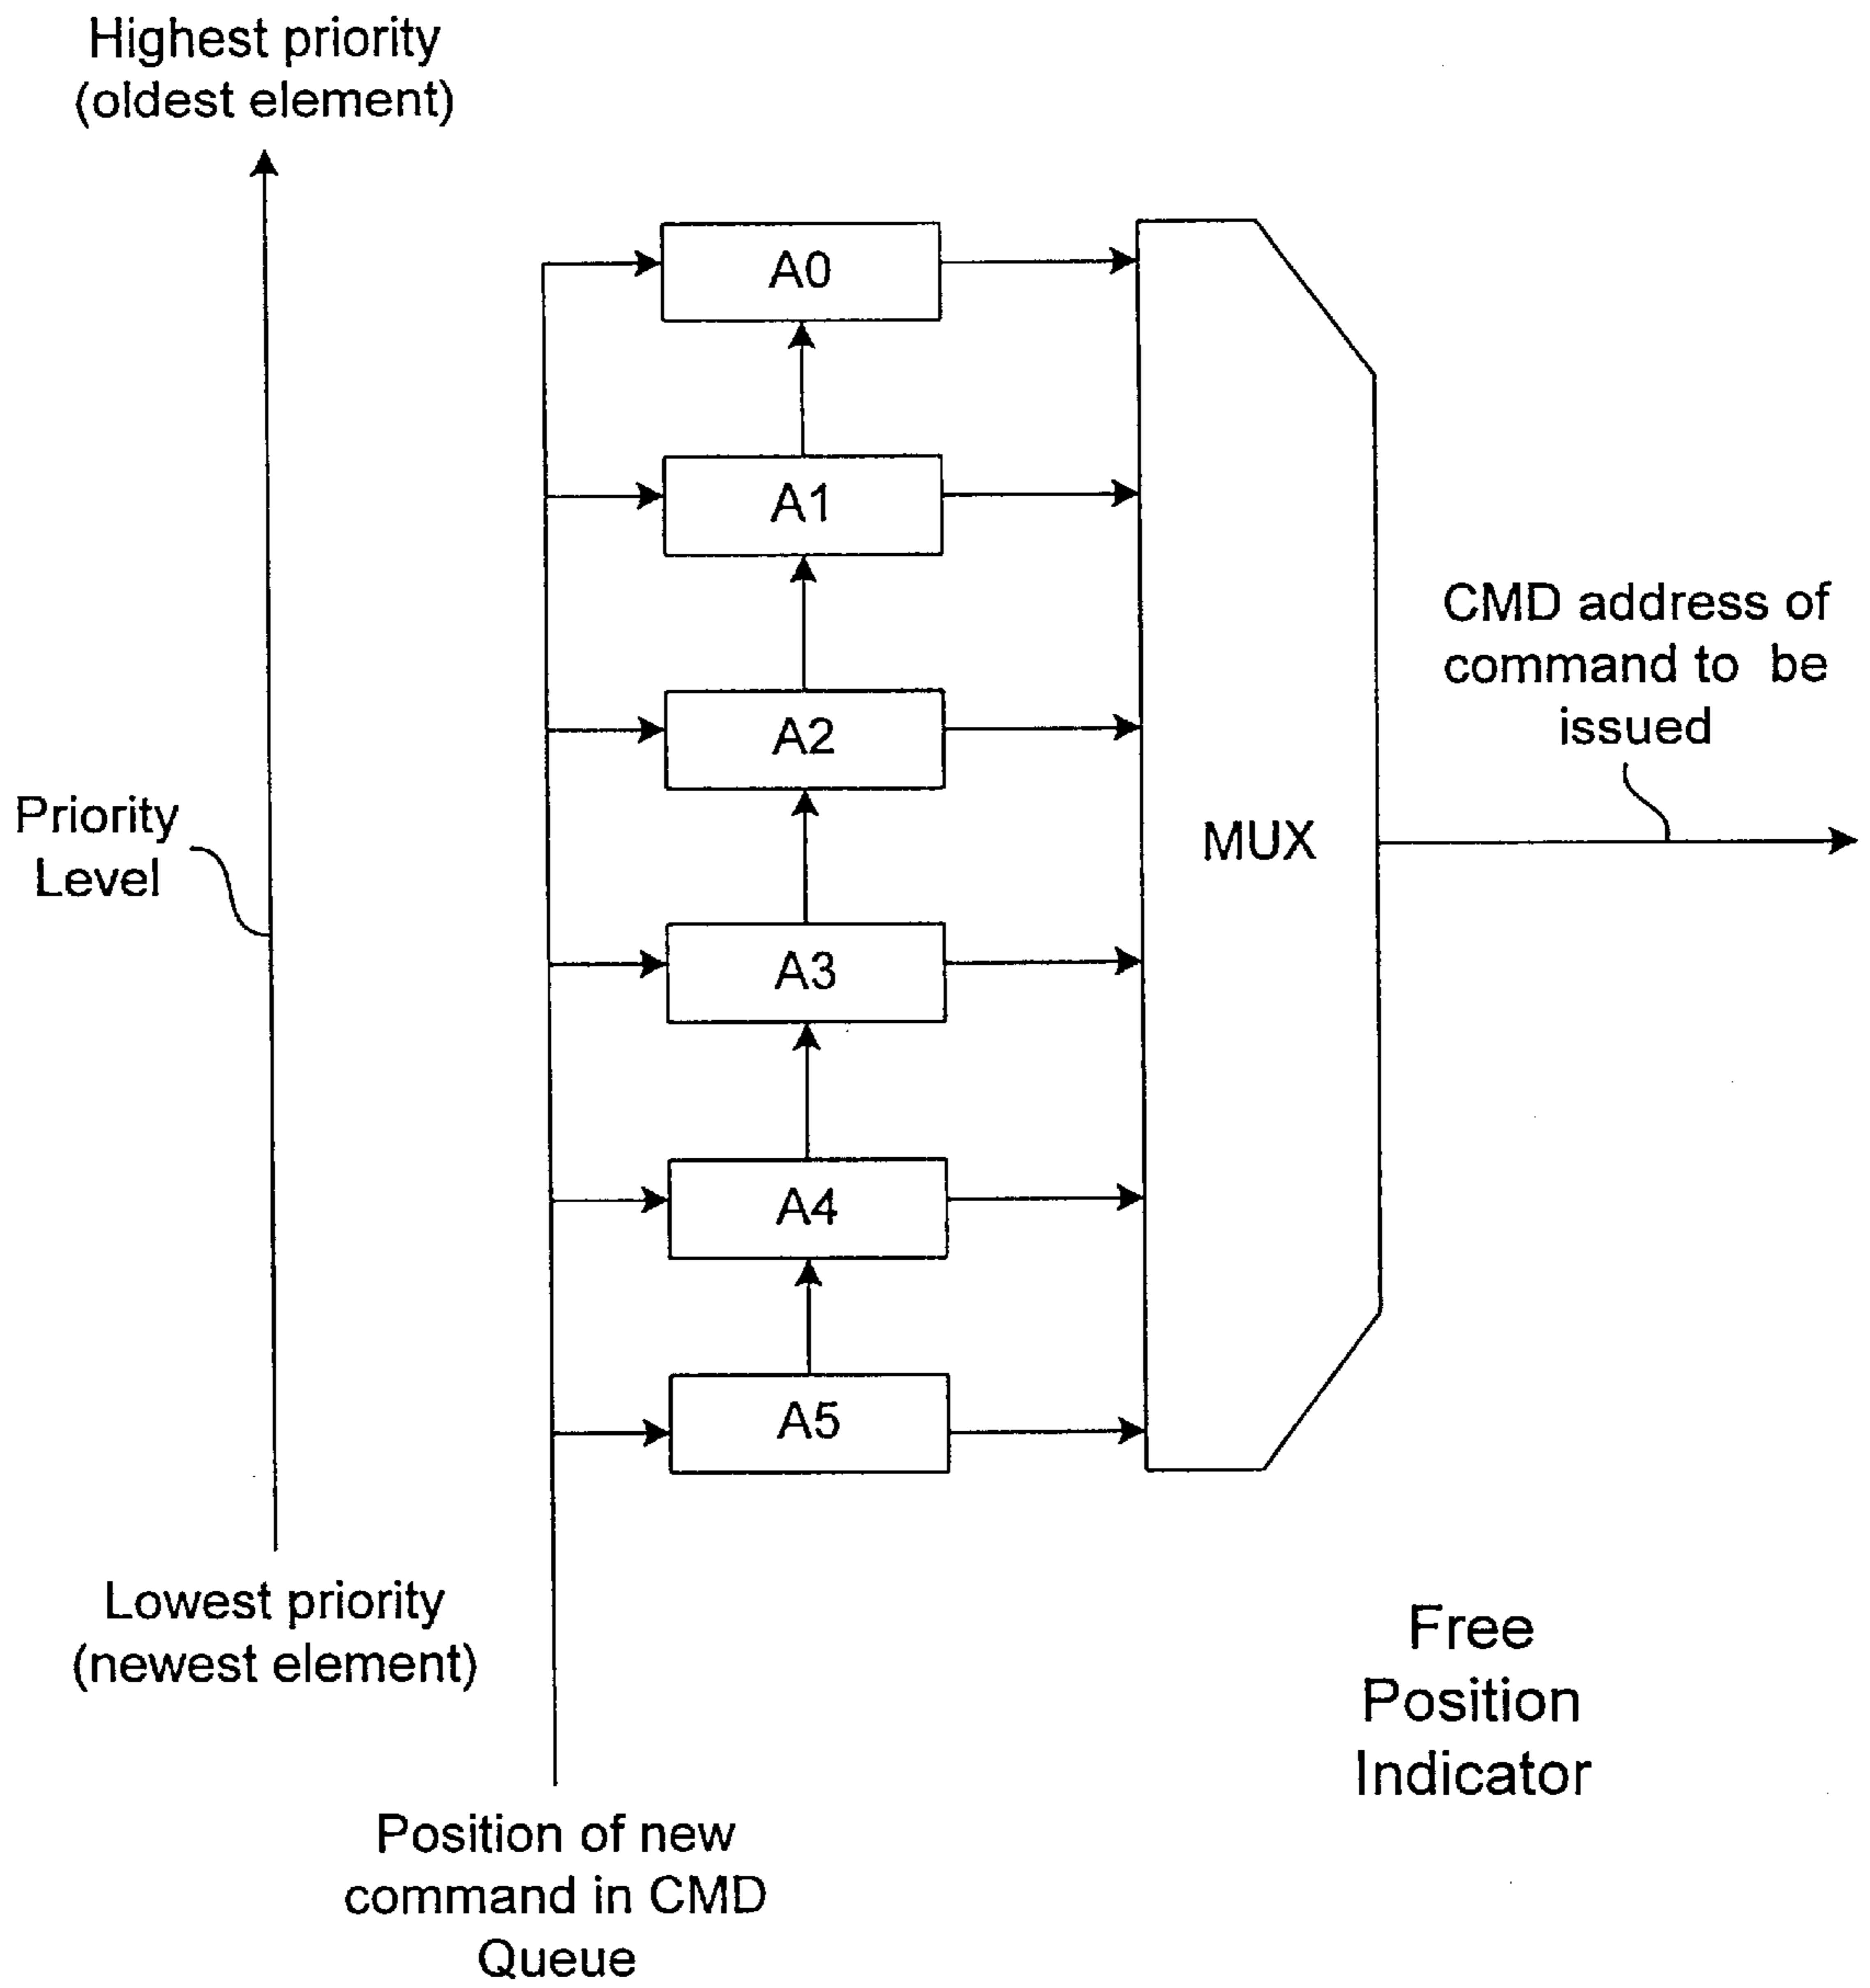 Highest priority
(oldest element)
A0
A1
CMD address of
command to be
issued
A2
Priority
Level
MUX
A3
A4
A5
Lowest priority
(newest element)
Free
Position
Indicator
Position of new
command in CMD
Queue